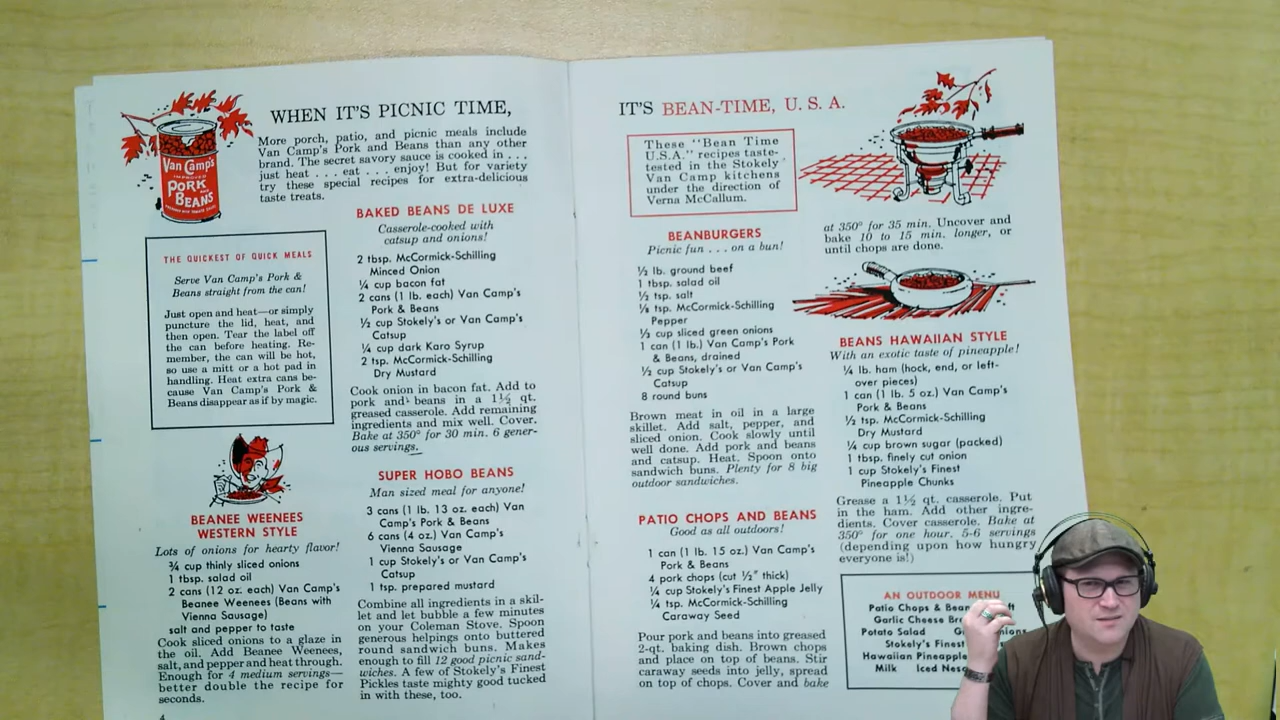 WHEN IT'S PICNIC TIME,
More porch, patio, and picnic meals include
Van Camp's Pork and Beans than any other
brand. The secret savory sauce is cooked in . . .
just heat . . . eat . . . enjoy! But for variety
try these special recipes for extra-delicious
taste treats.
Van Camp's
IMPROVED
PORK
AND
BEANS
THE QUICKEST OF QUICK MEALS
Serve Van Camp's Pork &
Beans straight from the can!
Just open and heat—or simply
puncture the lid, heat, and
then open. Tear the label off
the can before heating. Re-
member, the can will be hot,
so use a mitt or a hot pad in
handling. Heat extra cans be-
cause Van Camp's Pork &
Beans disappear as if by magic.
BEANEE WEENEES
WESTERN STYLE
Lots of onions for hearty flavor!
¾ cup thinly sliced onions
1 tbsp. salad oil
2 cans (12 oz. each) Van Camp's
Beanee Weenees (Beans with
Vienna Sausage)
salt and pepper to taste
Cook sliced onions to a glaze in
the oil. Add Beanee Weenees,
salt, and pepper and heat through.
Enough for 4 medium servings—
better double the recipe for
seconds.
4
BAKED BEANS DE LUXE
Casserole-cooked with
catsup and onions!
2 tbsp. McCormick-Schilling
Minced Onion
¼ cup bacon fat
2 cans (1 lb. each) Van Camp's
Pork & Beans
½ cup Stokely's or Van Camp's
Catsup
¼ cup dark Karo Syrup
2 tsp. McCormick-Schilling
Dry Mustard
Cook onion in bacon fat. Add to
pork and beans in a 1½ qt.
greased casserole. Add remaining
ingredients and mix well. Cover.
Bake at 350° for 30 min. 6 gener-
ous servings.
SUPER HOBO BEANS
Man sized meal for anyone!
3 cans (1 lb. 13 oz. each) Van
Camp's Pork & Beans
6 cans (4 oz.) Van Camp's
Vienna Sausage
1 cup Stokely's or Van Camp's
Catsup
1 tsp. prepared mustard
Combine all ingredients in a skil-
let and let bubble a few minutes
on your Coleman Stove. Spoon
generous helpings onto buttered
round sandwich buns. Makes
enough to fill 12 good picnic sand-
wiches. A few of Stokely's Finest
Pickles taste mighty good tucked
in with these, too.
IT'S BEAN-TIME, U. S. A.
These "Bean Time
U.S.A." recipes taste-
tested in the Stokely
Van Camp kitchens
under the direction of
Verna McCallum.
BEANBURGERS
Picnic fun . . . on a bun!
½ lb. ground beef
1 tbsp. salad oil
½ tsp. salt
⅛ tsp. McCormick-Schilling
Pepper
⅓ cup sliced green onions
1 can (1 lb.) Van Camp's Pork
& Beans, drained
½ cup Stokely's or Van Camp's
Catsup
8 round buns
Brown meat in oil in a large
skillet. Add salt, pepper, and
sliced onion. Cook slowly until
well done. Add pork and beans
and catsup. Heat. Spoon onto
sandwich buns. Plenty for 8 big
outdoor sandwiches.
PATIO CHOPS AND BEANS
Good as all outdoors!
1 can (1 lb. 15 oz.) Van Camp's
Pork & Beans
4 pork chops (cut ½" thick)
¼ cup Stokely's Finest Apple Jelly
¼ tsp. McCormick-Schilling
Caraway Seed
Pour pork and beans into greased
2-qt. baking dish. Brown chops
and place on top of beans. Stir
caraway seeds into jelly, spread
on top of chops. Cover and bake
at 350° for 35 min. Uncover and
bake 10 to 15 min. longer, or
until chops are done.
BEANS HAWAIIAN STYLE
With an exotic taste of pineapple!
¼ lb. ham (hock, end, or left-
over pieces)
1 can (1 lb. 5 oz.) Van Camp's
Pork & Beans
½ tsp. McCormick-Schilling
Dry Mustard
¼ cup brown sugar (packed)
1 tbsp. finely cut onion
1 cup Stokely's Finest
Pineapple Chunks
Grease a 1½ qt. casserole. Put
in the ham. Add other ingre-
dients. Cover casserole. Bake at
350° for one hour. 5-6 servings
(depending upon how hungry
everyone is!)
AN OUTDOOR MENU
Patio Chops & Beans
Garlic Cheese
Potato Salad
Stokely's Finest
Hawaiian Pineapple
Milk Iced